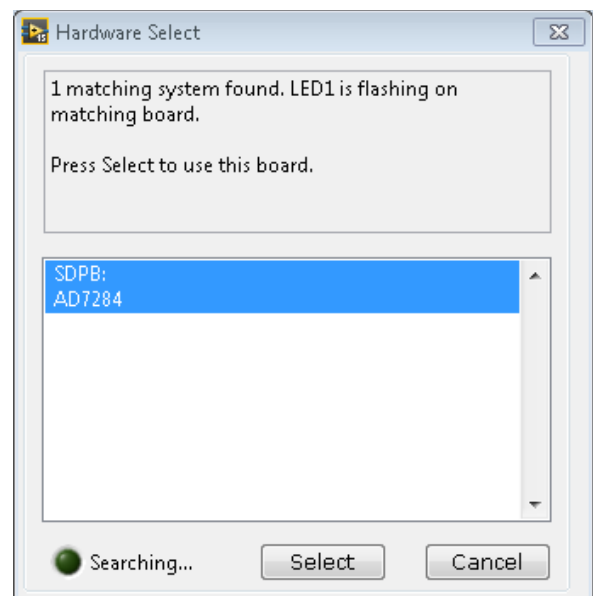 Hardware Select
1 matching system found. LED1 is flashing on
matching board.
Press Select to use this board.
SDPB:
AD7284
Searching...
Select
Cancel